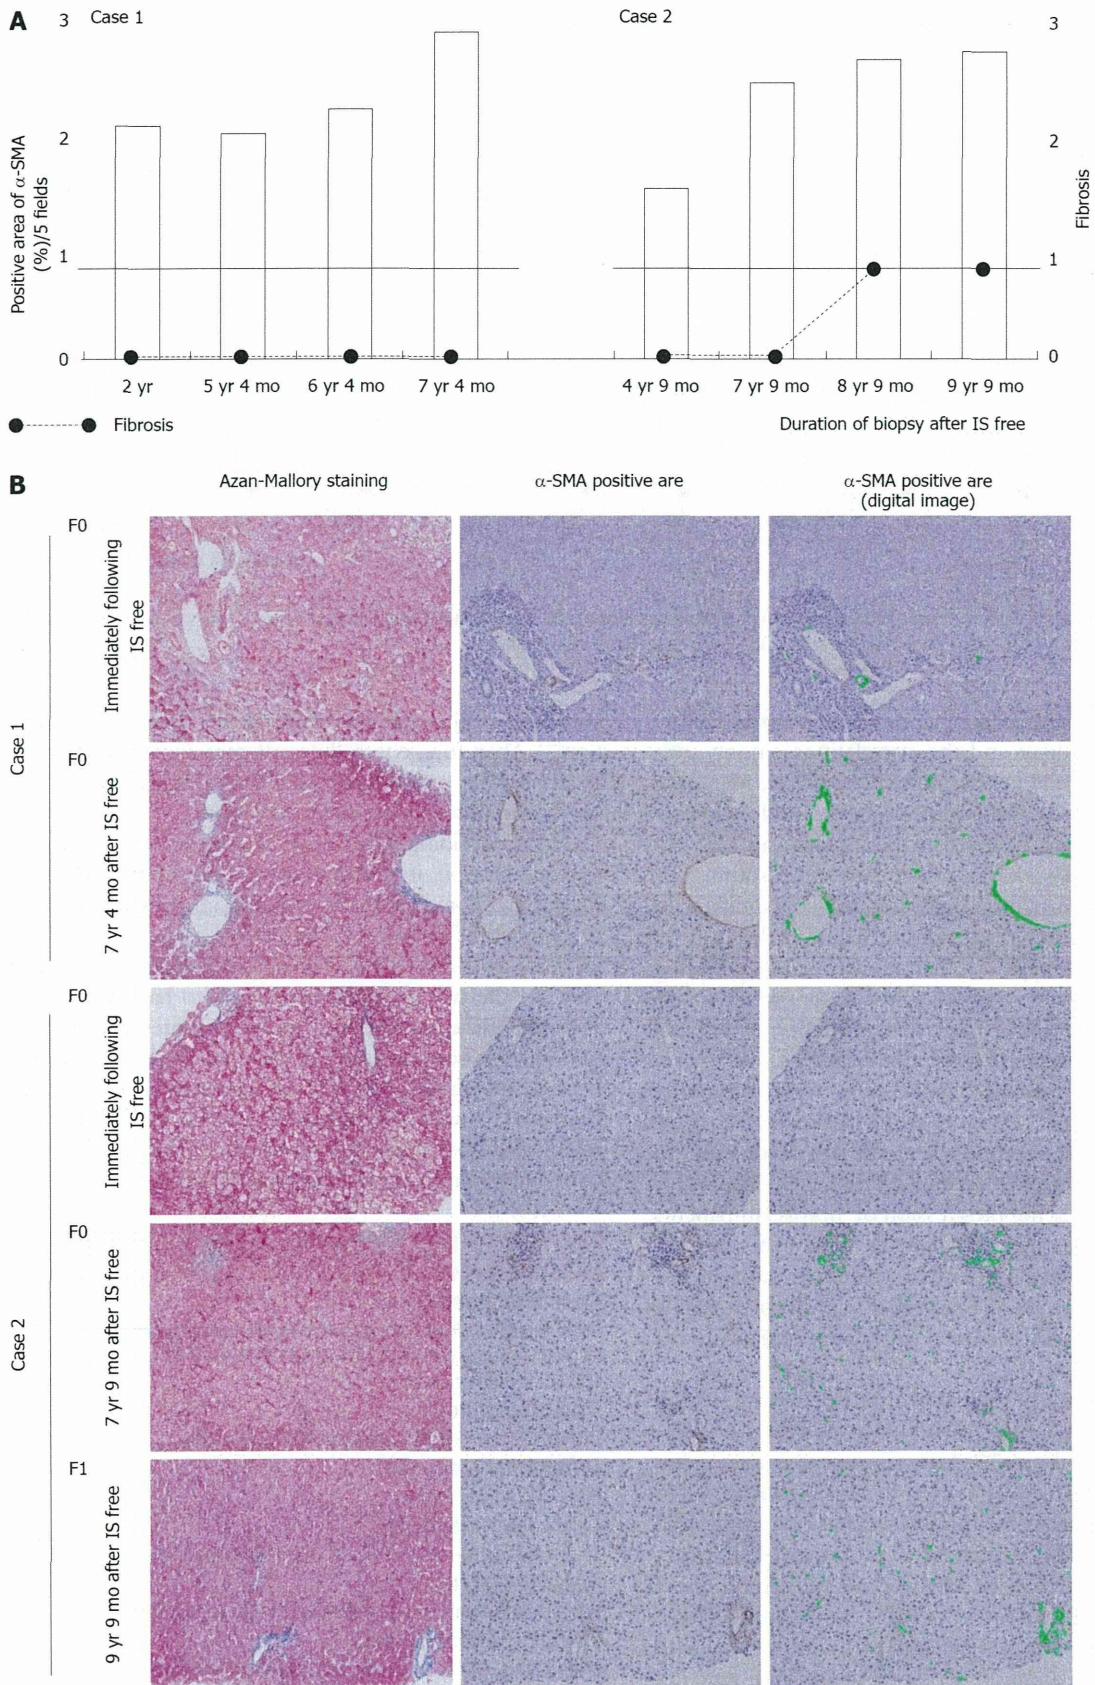 A
Case 1
Case 2
3
2
1
0
Positive area of α-SMA
(%)/5 fields
3
2
1
0
Fibrosis
2 yr
5 yr 4 mo
6 yr 4 mo
7 yr 4 mo
4 yr 9 mo
7 yr 9 mo
8 yr 9 mo
9 yr 9 mo
Fibrosis
Duration of biopsy after IS free
B
Azan-Mallory staining
α-SMA positive are
α-SMA positive are
(digital image)
Case 1
F0
Immediately following
IS free
F0
7 yr 4 mo after IS free
Case 2
F0
Immediately following
IS free
F0
7 yr 9 mo after IS free
F1
9 yr 9 mo after IS free